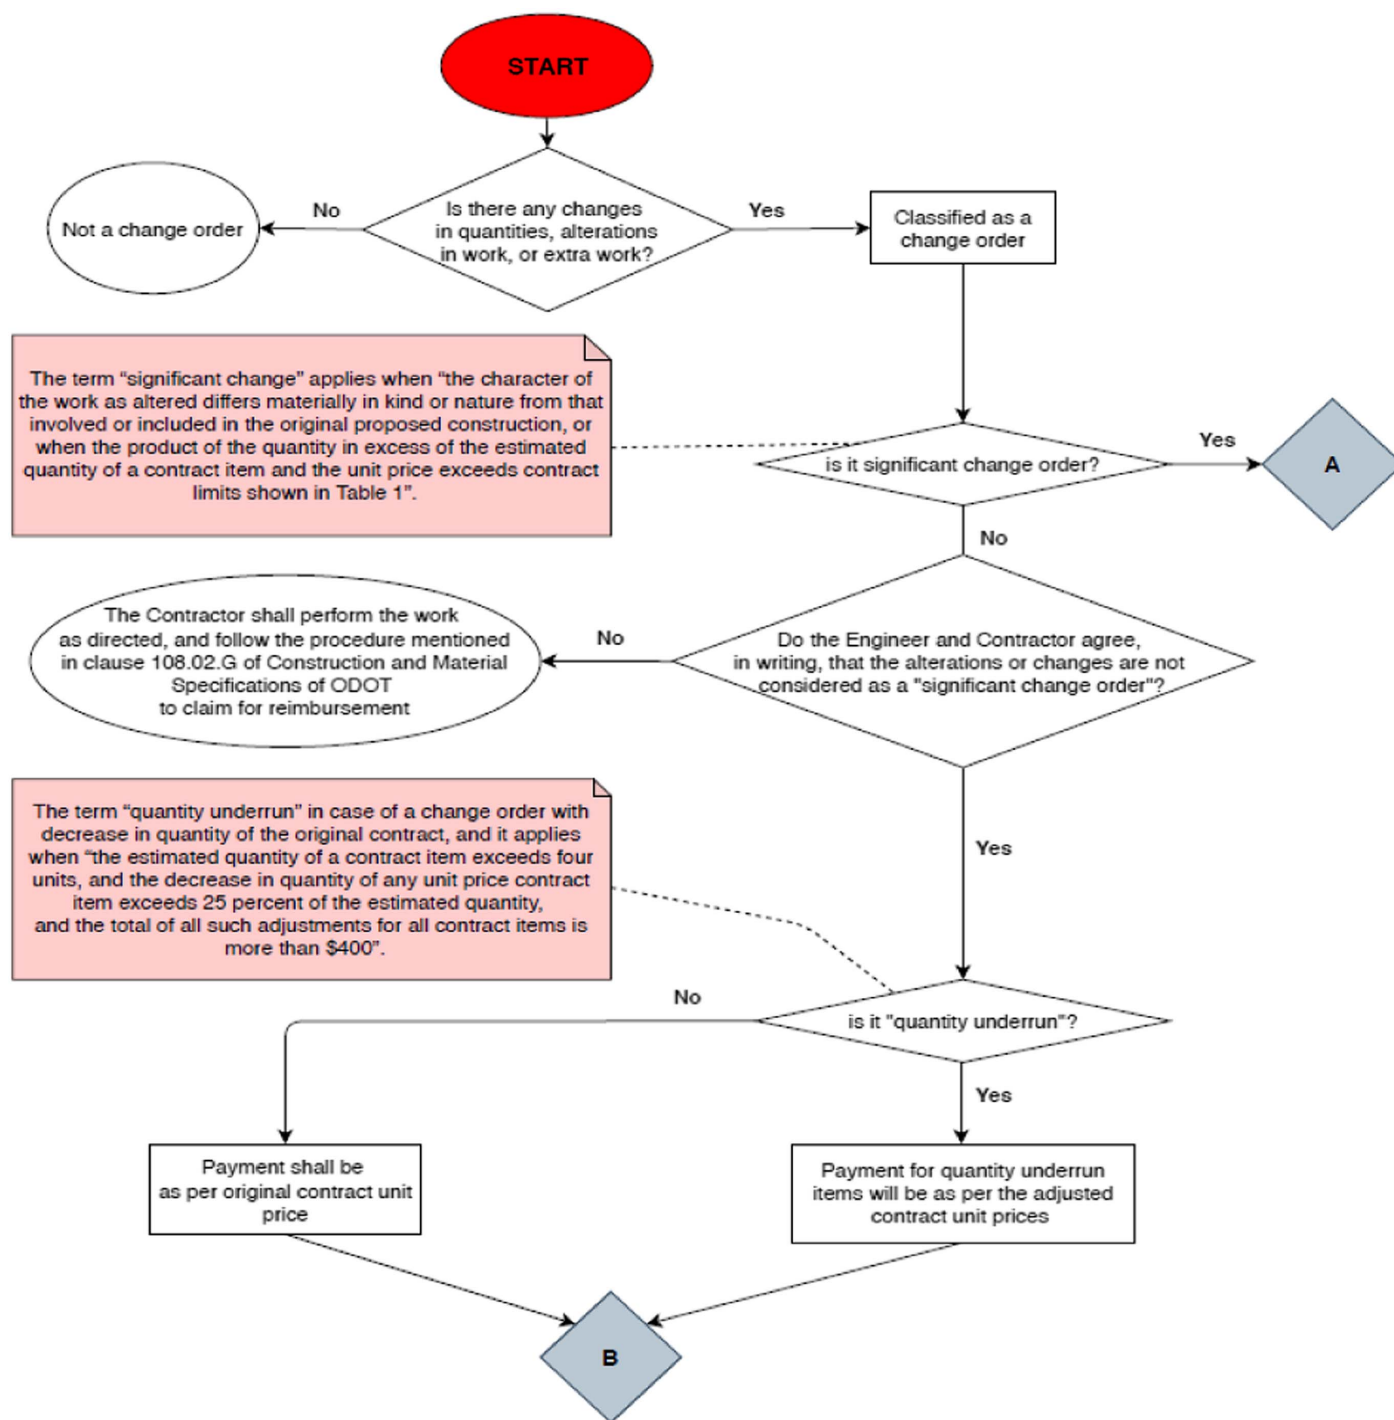 START
Is there any changes
in quantities, alterations
in work, or extra work?
No
Not a change order
Yes
Classified as a
change order
The term “significant change” applies when “the character of
the work as altered differs materially in kind or nature from that
involved or included in the original proposed construction, or
when the product of the quantity in excess of the estimated
quantity of a contract item and the unit price exceeds contract
limits shown in Table 1”.
is it significant change order?
Yes
A
No
Do the Engineer and Contractor agree,
in writing, that the alterations or changes are not
considered as a "significant change order"?
No
The Contractor shall perform the work
as directed, and follow the procedure mentioned
in clause 108.02.G of Construction and Material
Specifications of ODOT
to claim for reimbursement
Yes
The term “quantity underrun” in case of a change order with
decrease in quantity of the original contract, and it applies
when “the estimated quantity of a contract item exceeds four
units, and the decrease in quantity of any unit price contract
item exceeds 25 percent of the estimated quantity,
and the total of all such adjustments for all contract items is
more than $400”.
is it "quantity underrun"?
No
Yes
Payment shall be
as per original contract unit
price
Payment for quantity underrun
items will be as per the adjusted
contract unit prices
B